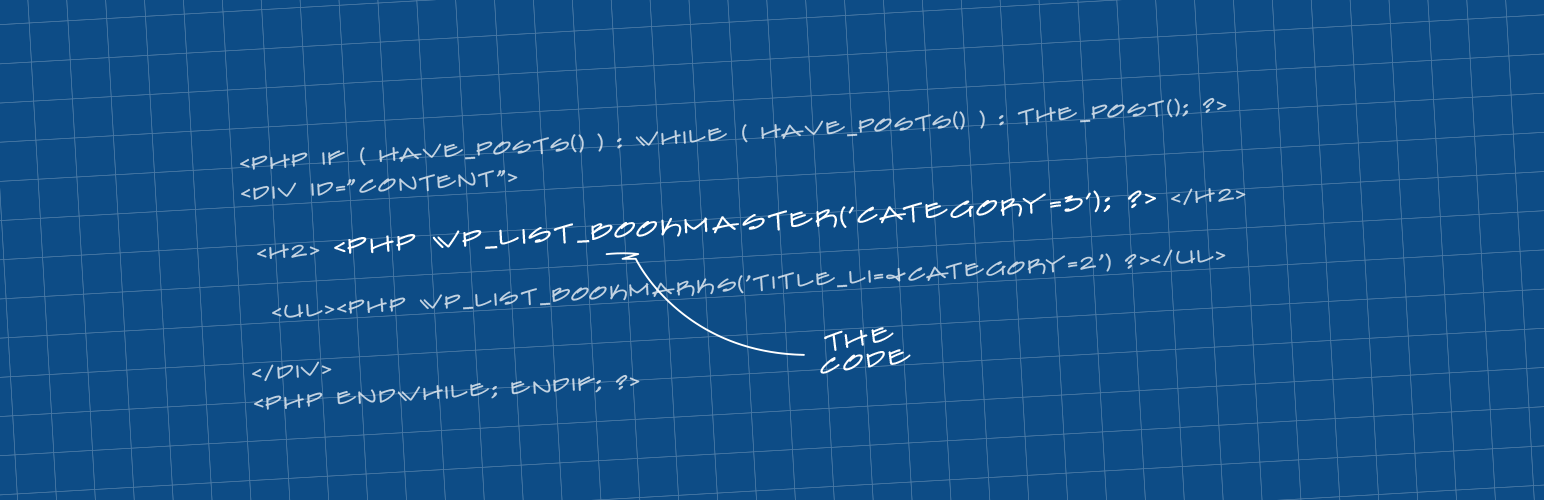 <PHP IF ( HAVE_POSTS() ) : WHILE ( HAVE_POSTS() ) : THE_POST(); ?>
<DIV ID="CONTENT">
<H2> <PHP WP_LIST_BOOKMASTER('CATEGORY=3'); ?> </H2>
<UL><PHP WP_LIST_BOOKMARKS('TITLE_LI=&CATEGORY=2') ?></UL>
THE
CODE
</DIV>
<PHP ENDWHILE; ENDIF; ?>